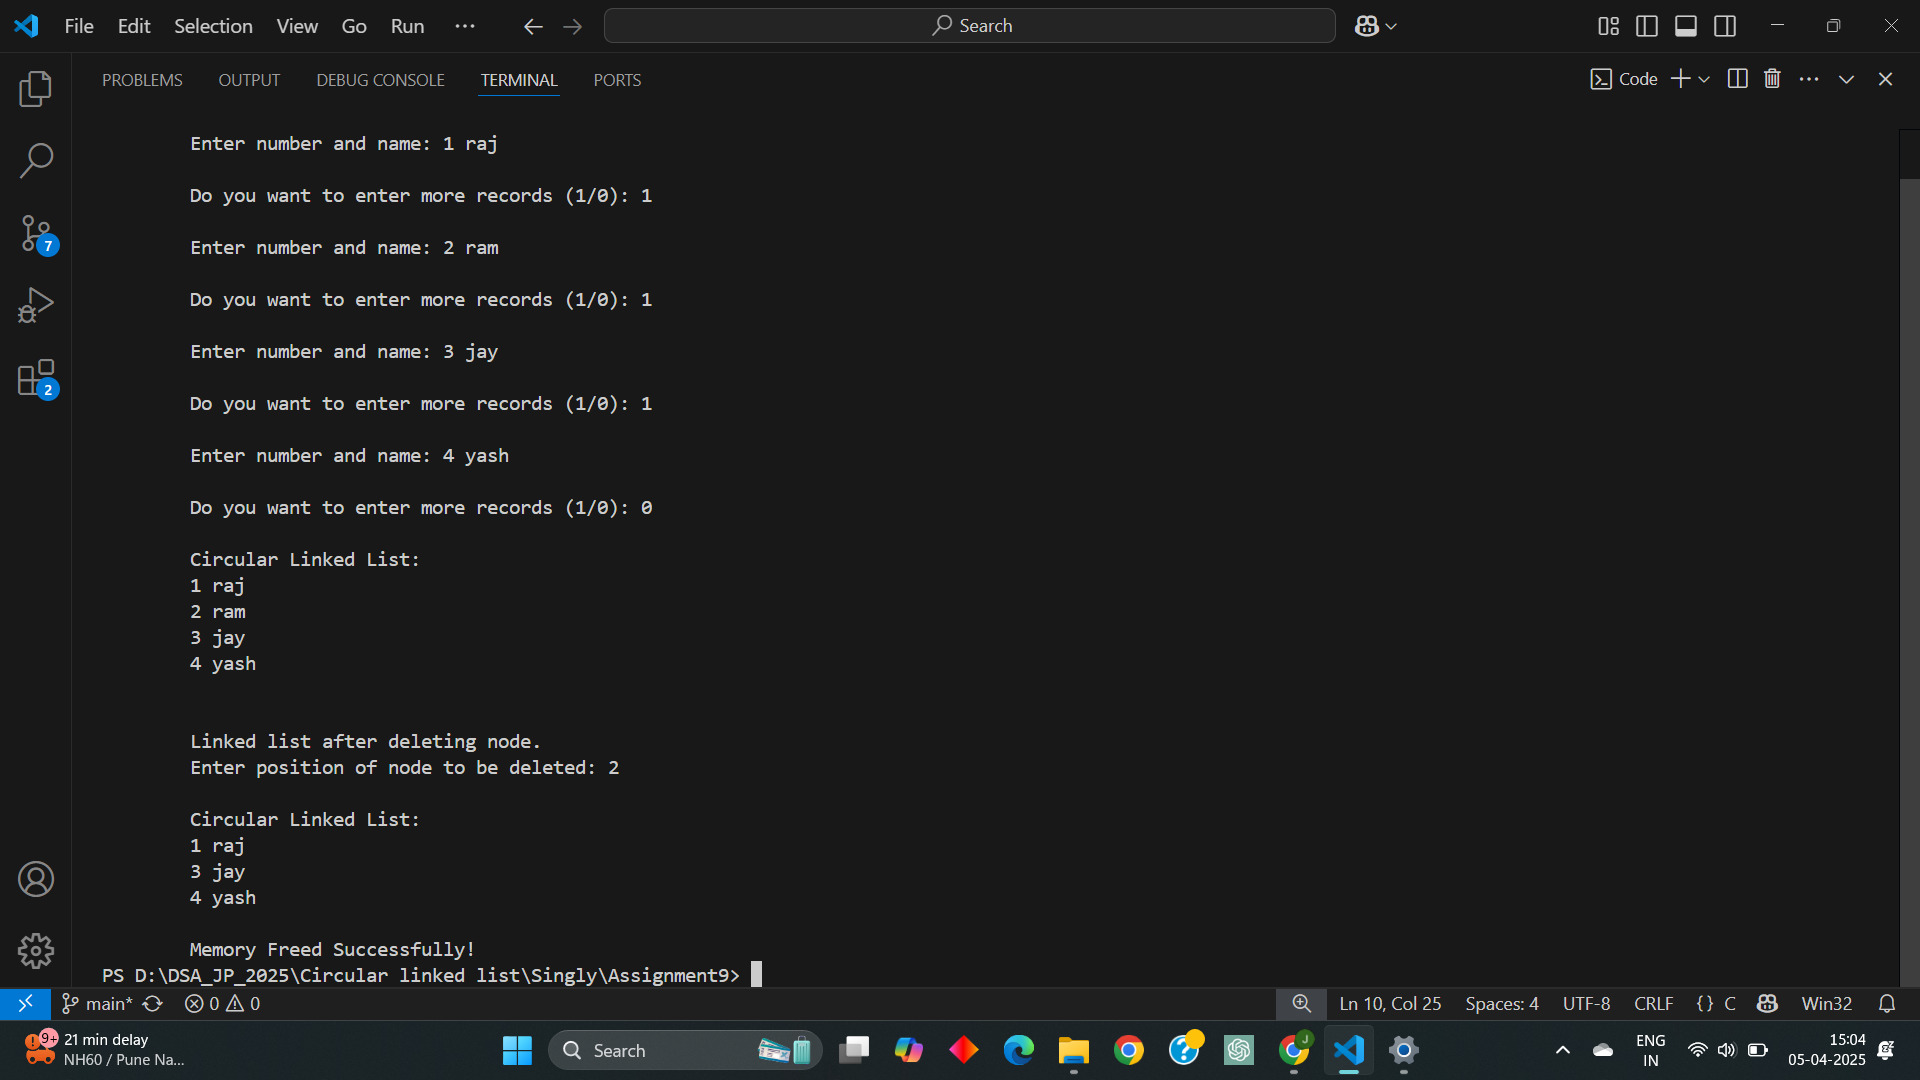 File Edit Selection View Go Run ··· Search
PROBLEMS OUTPUT DEBUG CONSOLE TERMINAL PORTS Code
Enter number and name: 1 raj
Do you want to enter more records (1/0): 1
Enter number and name: 2 ram
Do you want to enter more records (1/0): 1
Enter number and name: 3 jay
Do you want to enter more records (1/0): 1
Enter number and name: 4 yash
Do you want to enter more records (1/0): 0
Circular Linked List:
1 raj
2 ram
3 jay
4 yash
Linked list after deleting node.
Enter position of node to be deleted: 2
Circular Linked List:
1 raj
3 jay
4 yash
Memory Freed Successfully!
PS D:\DSA_JP_2025\Circular linked list\Singly\Assignment9>
7
2
main* 0 0 Ln 10, Col 25 Spaces: 4 UTF-8 CRLF {} C Win32
9+ 21 min delay
NH60 / Pune Na...
Search
J
ENG
IN
15:04
05-04-2025